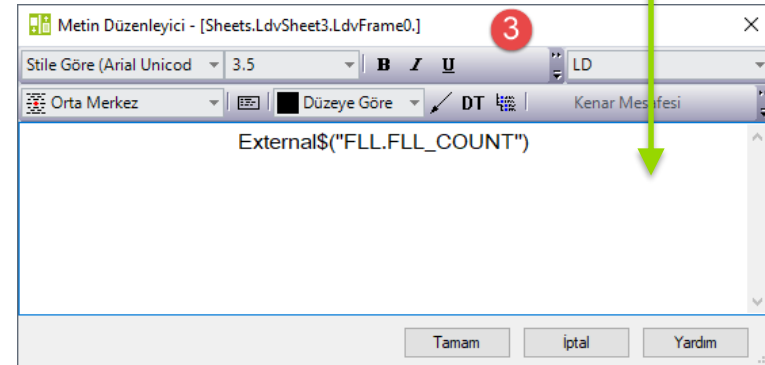 Metin Düzenleyici - [Sheets.LdvSheet3.LdvFrame0.]
3
Stile Göre (Arial Unicod 3.5 B I U LD
Orta Merkez Düzeye Göre DT Kenar Mesafesi
External$("FLL.FLL_COUNT")
Tamam İptal Yardım